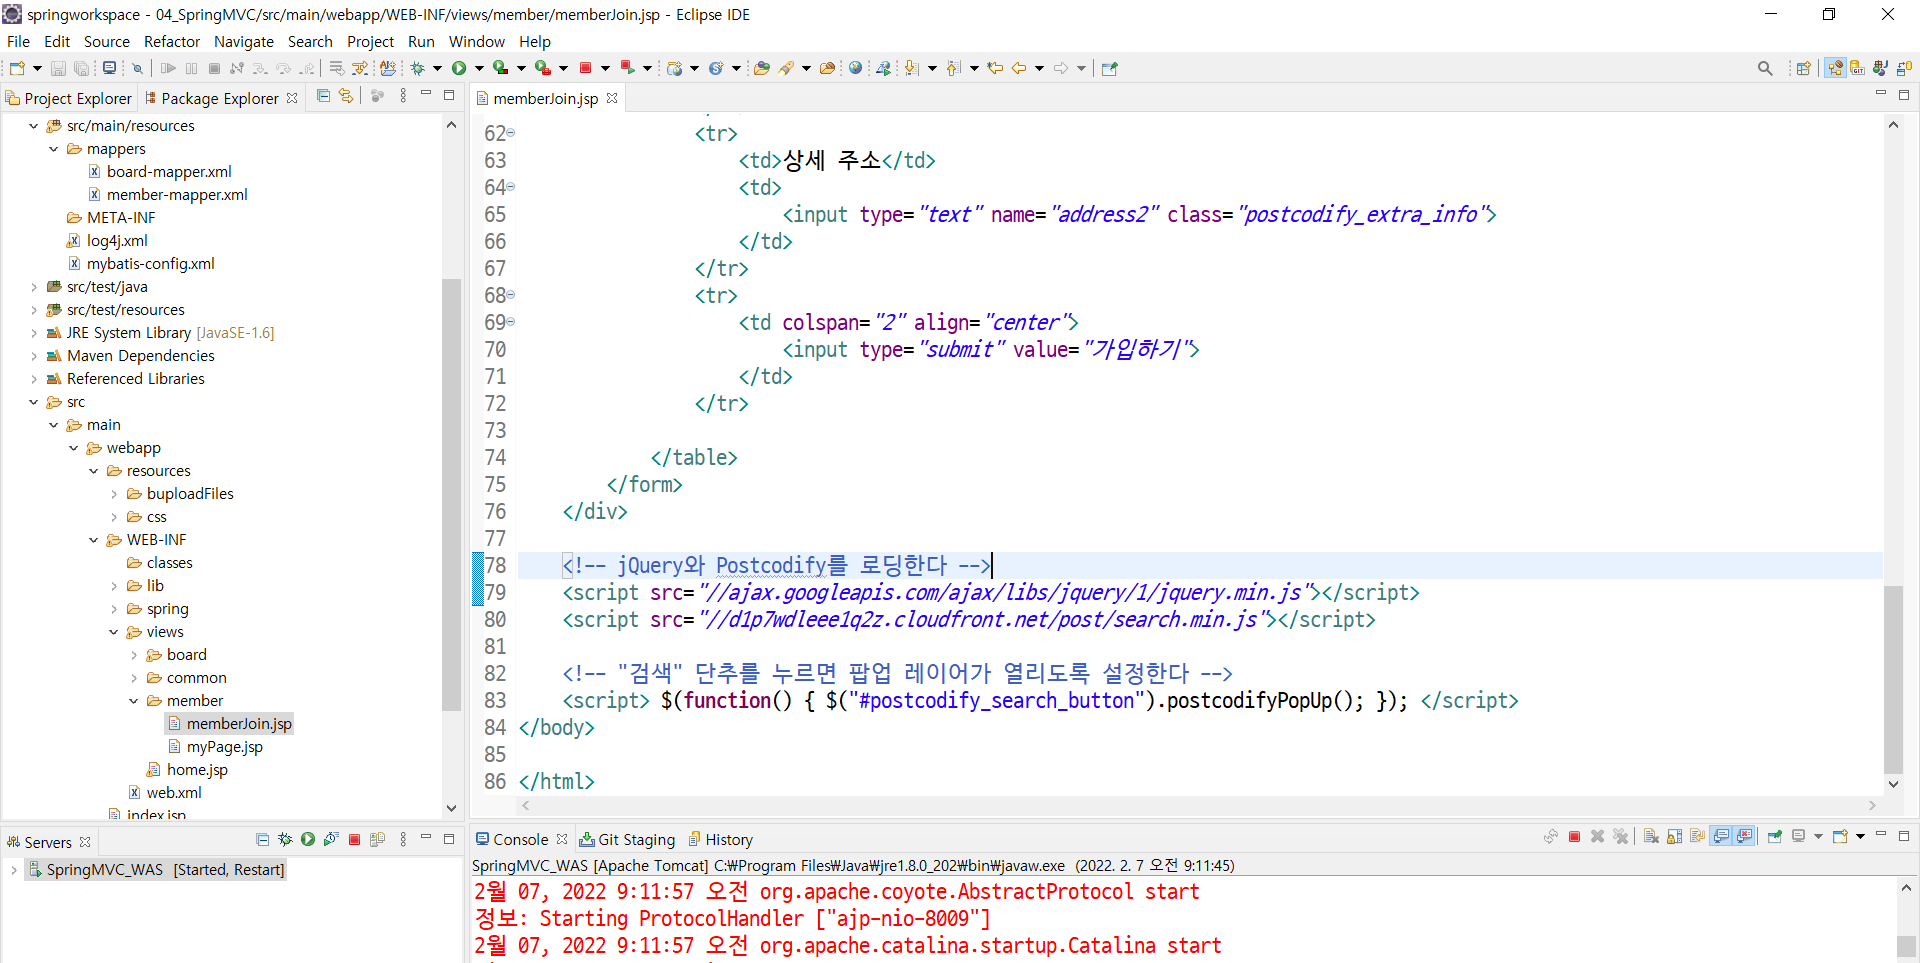 springworkspace - 04_SpringMVC/src/main/webapp/WEB-INF/views/member/memberJoin.jsp - Eclipse IDE
File Edit Source Refactor Navigate Search Project Run Window Help
Project Explorer Package Explorer
src/main/resources
mappers
board-mapper.xml
member-mapper.xml
META-INF
log4j.xml
mybatis-config.xml
src/test/java
src/test/resources
JRE System Library [JavaSE-1.6]
Maven Dependencies
Referenced Libraries
src
main
webapp
resources
buploadFiles
css
WEB-INF
classes
lib
spring
views
board
common
member
memberJoin.jsp
myPage.jsp
home.jsp
web.xml
index.jsp
Servers
SpringMVC_WAS [Started, Restart]
memberJoin.jsp
62 <tr>
63 <td>상세 주소</td>
64 <td>
65 <input type="text" name="address2" class="postcodify_extra_info">
66 </td>
67 </tr>
68 <tr>
69 <td colspan="2" align="center">
70 <input type="submit" value="가입하기">
71 </td>
72 </tr>
73
74 </table>
75 </form>
76 </div>
77
78 <!-- jQuery와 Postcodify를 로딩한다 -->
79 <script src="//ajax.googleapis.com/ajax/libs/jquery/1/jquery.min.js"></script>
80 <script src="//d1p7wdleee1q2z.cloudfront.net/post/search.min.js"></script>
81
82 <!-- "검색" 단추를 누르면 팝업 레이어가 열리도록 설정한다 -->
83 <script> $(function() { $("#postcodify_search_button").postcodifyPopUp(); }); </script>
84 </body>
85
86 </html>
Console Git Staging History
SpringMVC_WAS [Apache Tomcat] C:₩Program Files₩Java₩jre1.8.0_202₩bin₩javaw.exe (2022. 2. 7 오전 9:11:45)
2월 07, 2022 9:11:57 오전 org.apache.coyote.AbstractProtocol start
정보: Starting ProtocolHandler ["ajp-nio-8009"]
2월 07, 2022 9:11:57 오전 org.apache.catalina.startup.Catalina start